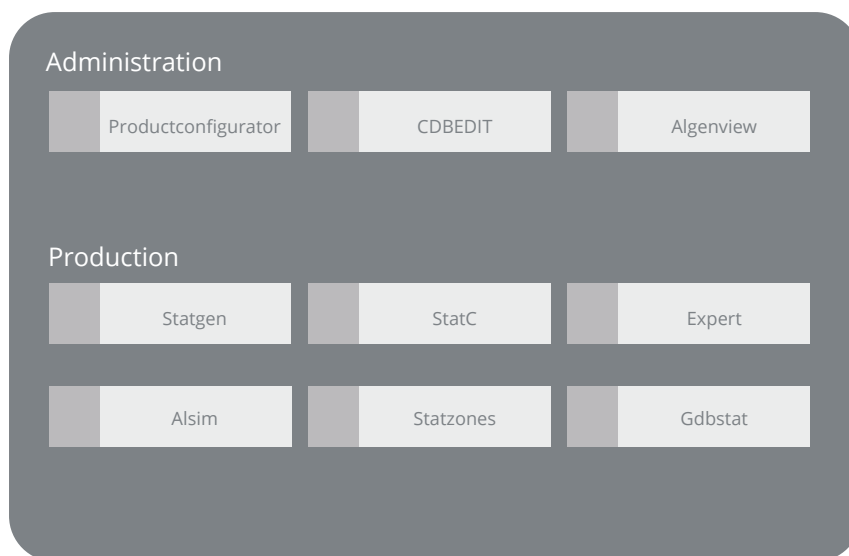 Administration
Productconfigurator
CDBEDIT
Algenview
Production
Statgen
StatC
Expert
Alsim
Statzones
Gdbstat